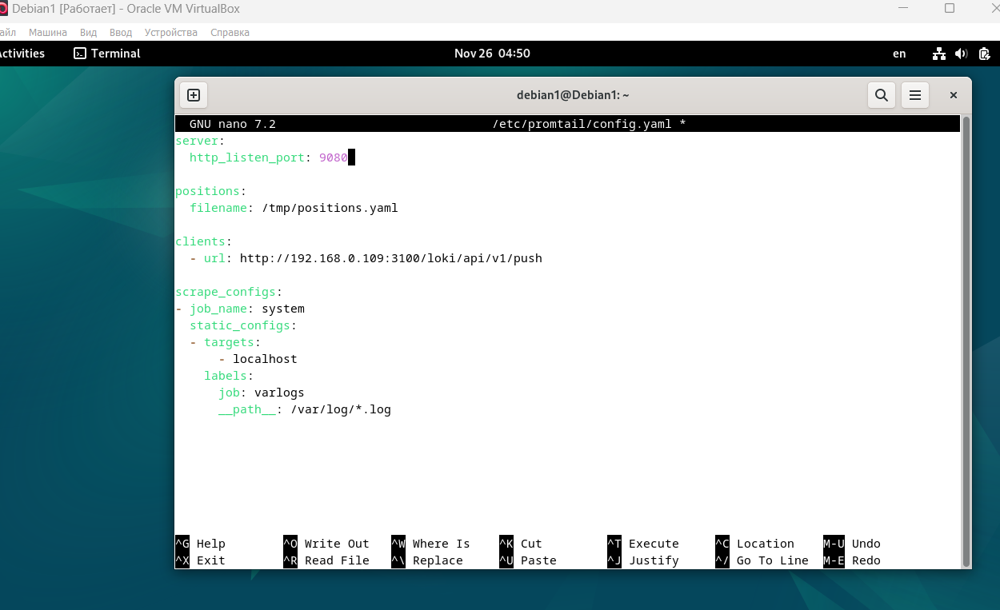 Debian1 [Работает] - Oracle VM VirtualBox
айл Машина Вид Ввод Устройства Справка
ctivities Terminal Nov 26 04:50 en
debian1@Debian1: ~
GNU nano 7.2 /etc/promtail/config.yaml *
server:
  http_listen_port: 9080
positions:
  filename: /tmp/positions.yaml
clients:
  - url: http://192.168.0.109:3100/loki/api/v1/push
scrape_configs:
- job_name: system
  static_configs:
  - targets:
      - localhost
    labels:
      job: varlogs
      __path__: /var/log/*.log
^G Help ^O Write Out ^W Where Is ^K Cut ^T Execute ^C Location M-U Undo
^X Exit ^R Read File ^\ Replace ^U Paste ^J Justify ^/ Go To Line M-E Redo